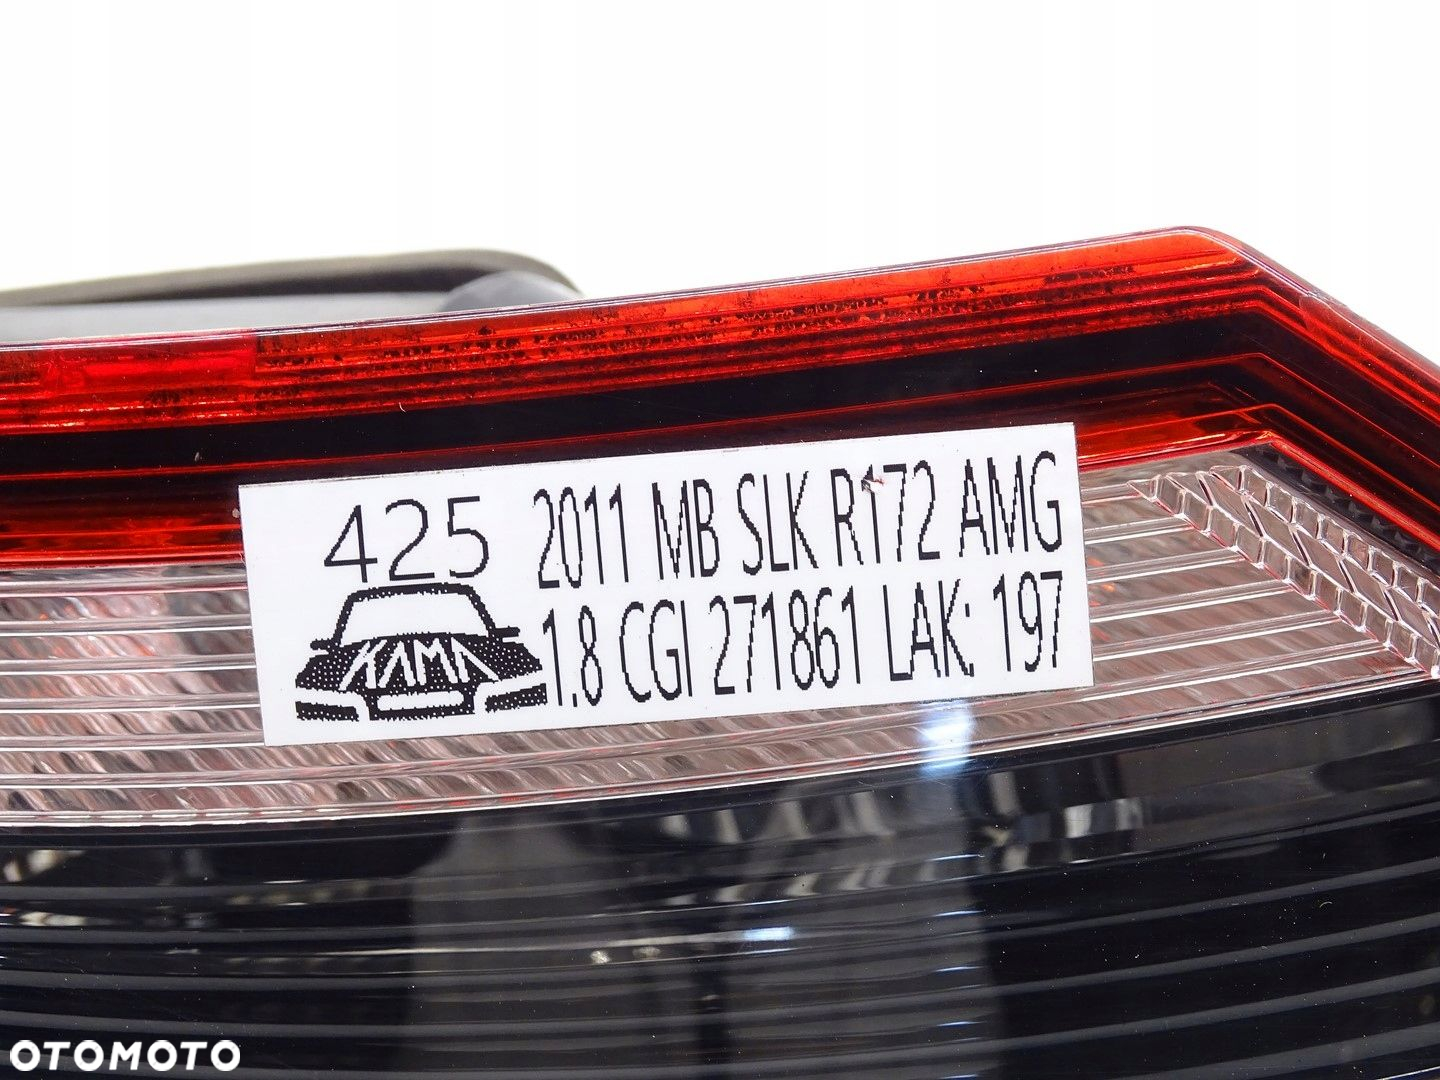 425
2011 MB SLK R172 AMG
1.8 CGI 271861 LAK: 197
KAMA
OTOMOTO